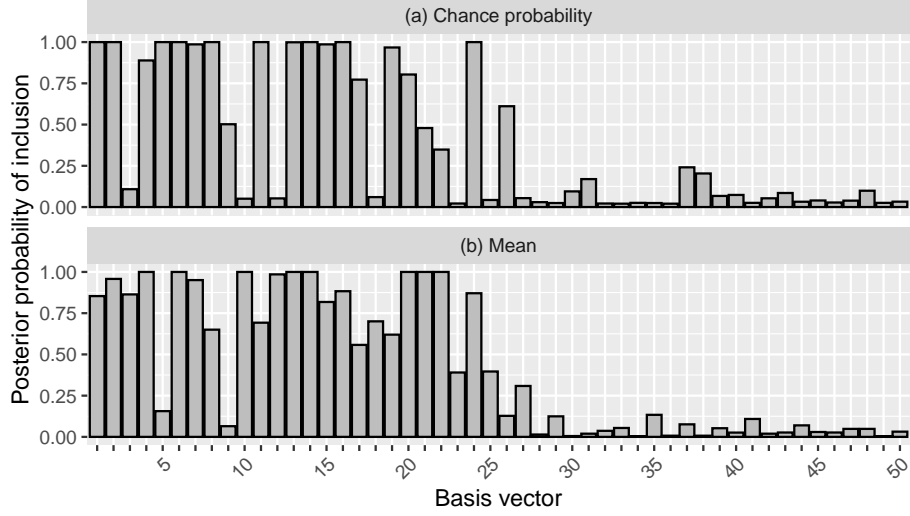 (a) Chance probability
1.00
0.75
0.50
0.25
0.00
Posterior probability of inclusion
(b) Mean
1.00
0.75
0.50
0.25
0.00
5 10 15 20 25 30 35 40 45 50
Basis vector